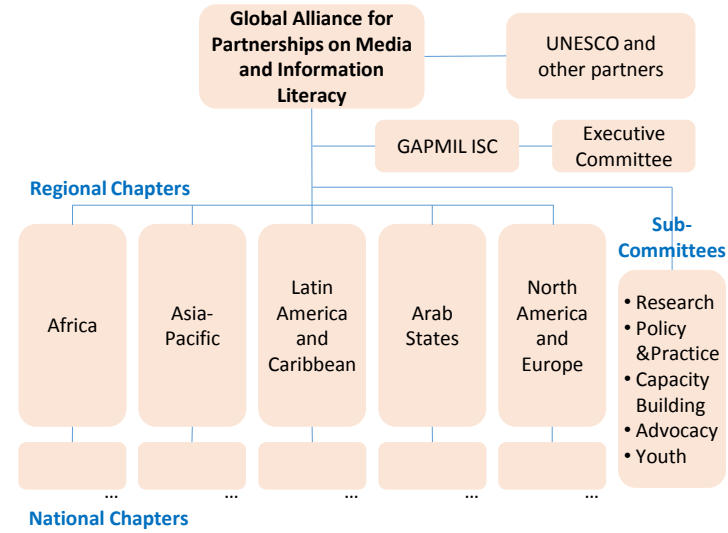 Global Alliance for
Partnerships on Media
and Information
Literacy
UNESCO and
other partners
GAPMIL ISC
Executive
Committee
Regional Chapters
Sub-
Committees
Africa
Asia-
Pacific
Latin
America
and
Caribbean
Arab
States
North
America
and
Europe
• Research
• Policy
&Practice
• Capacity
Building
• Advocacy
• Youth
... ... ... ... ...
National Chapters